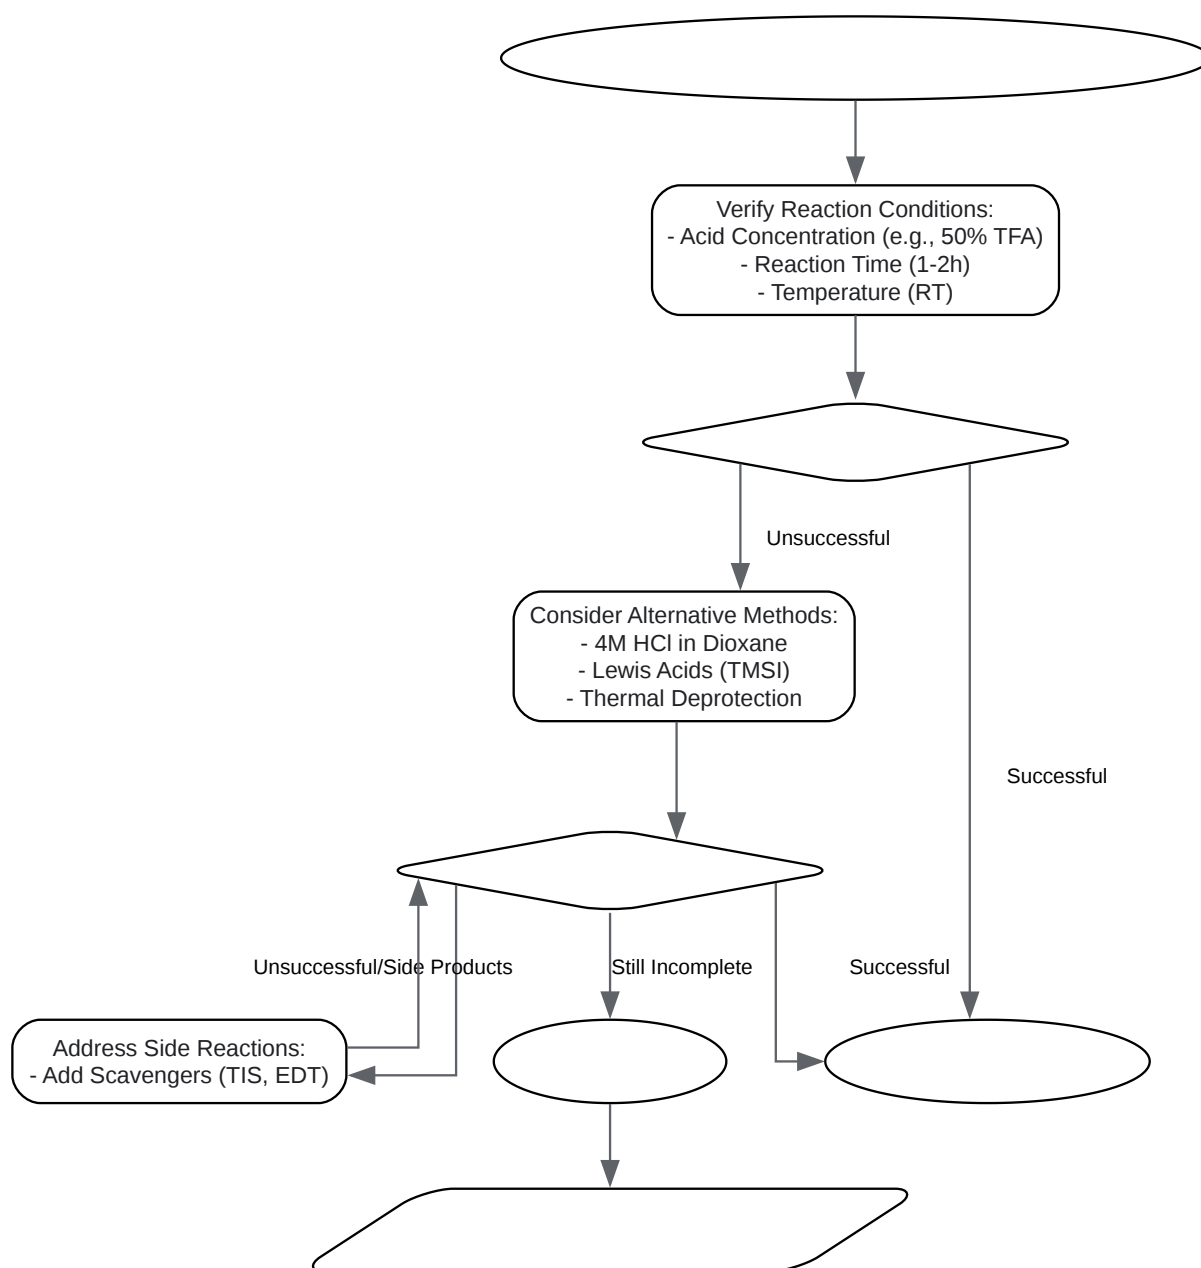 Verify Reaction Conditions:
- Acid Concentration (e.g., 50% TFA)
- Reaction Time (1-2h)
- Temperature (RT)
Unsuccessful
Consider Alternative Methods:
- 4M HCl in Dioxane
- Lewis Acids (TMSI)
- Thermal Deprotection
Successful
Unsuccessful/Side Products
Still Incomplete
Successful
Address Side Reactions:
- Add Scavengers (TIS, EDT)